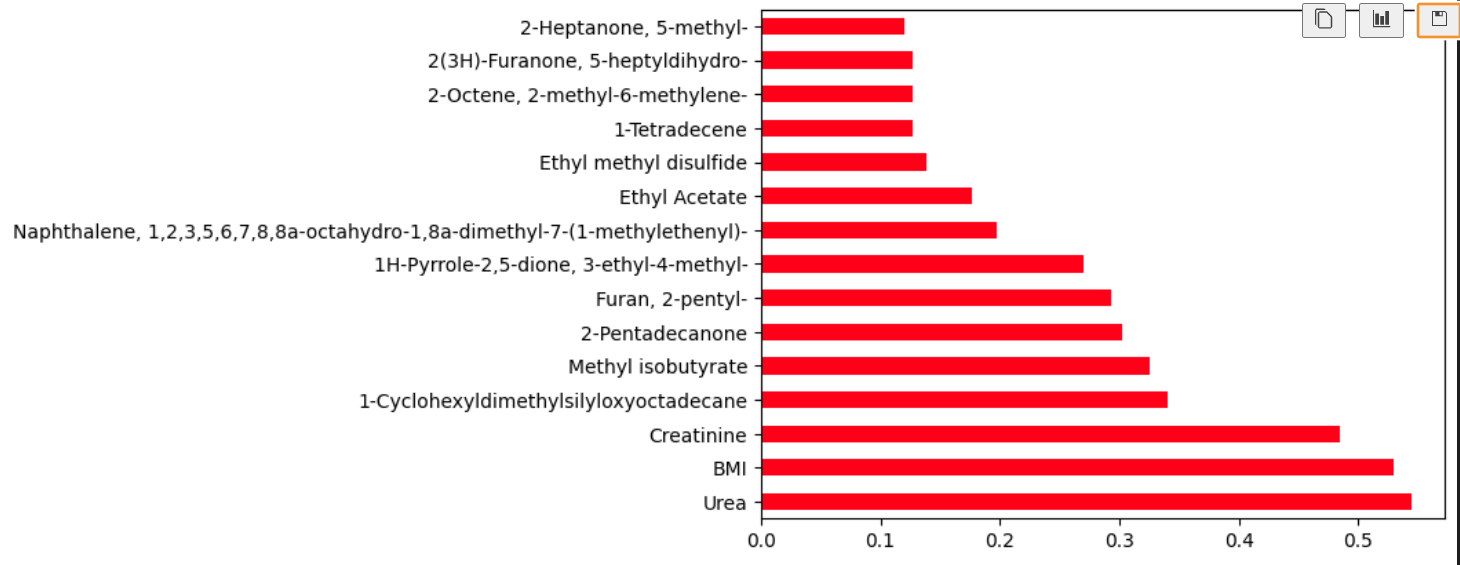 2-Heptanone, 5-methyl-
2(3H)-Furanone, 5-heptyldihydro-
2-Octene, 2-methyl-6-methylene-
1-Tetradecene
Ethyl methyl disulfide
Ethyl Acetate
Naphthalene, 1,2,3,5,6,7,8,8a-octahydro-1,8a-dimethyl-7-(1-methylethenyl)-
1H-Pyrrole-2,5-dione, 3-ethyl-4-methyl-
Furan, 2-pentyl-
2-Pentadecanone
Methyl isobutyrate
1-Cyclohexyldimethylsilyloxyoctadecane
Creatinine
BMI
Urea
0.0 0.1 0.2 0.3 0.4 0.5